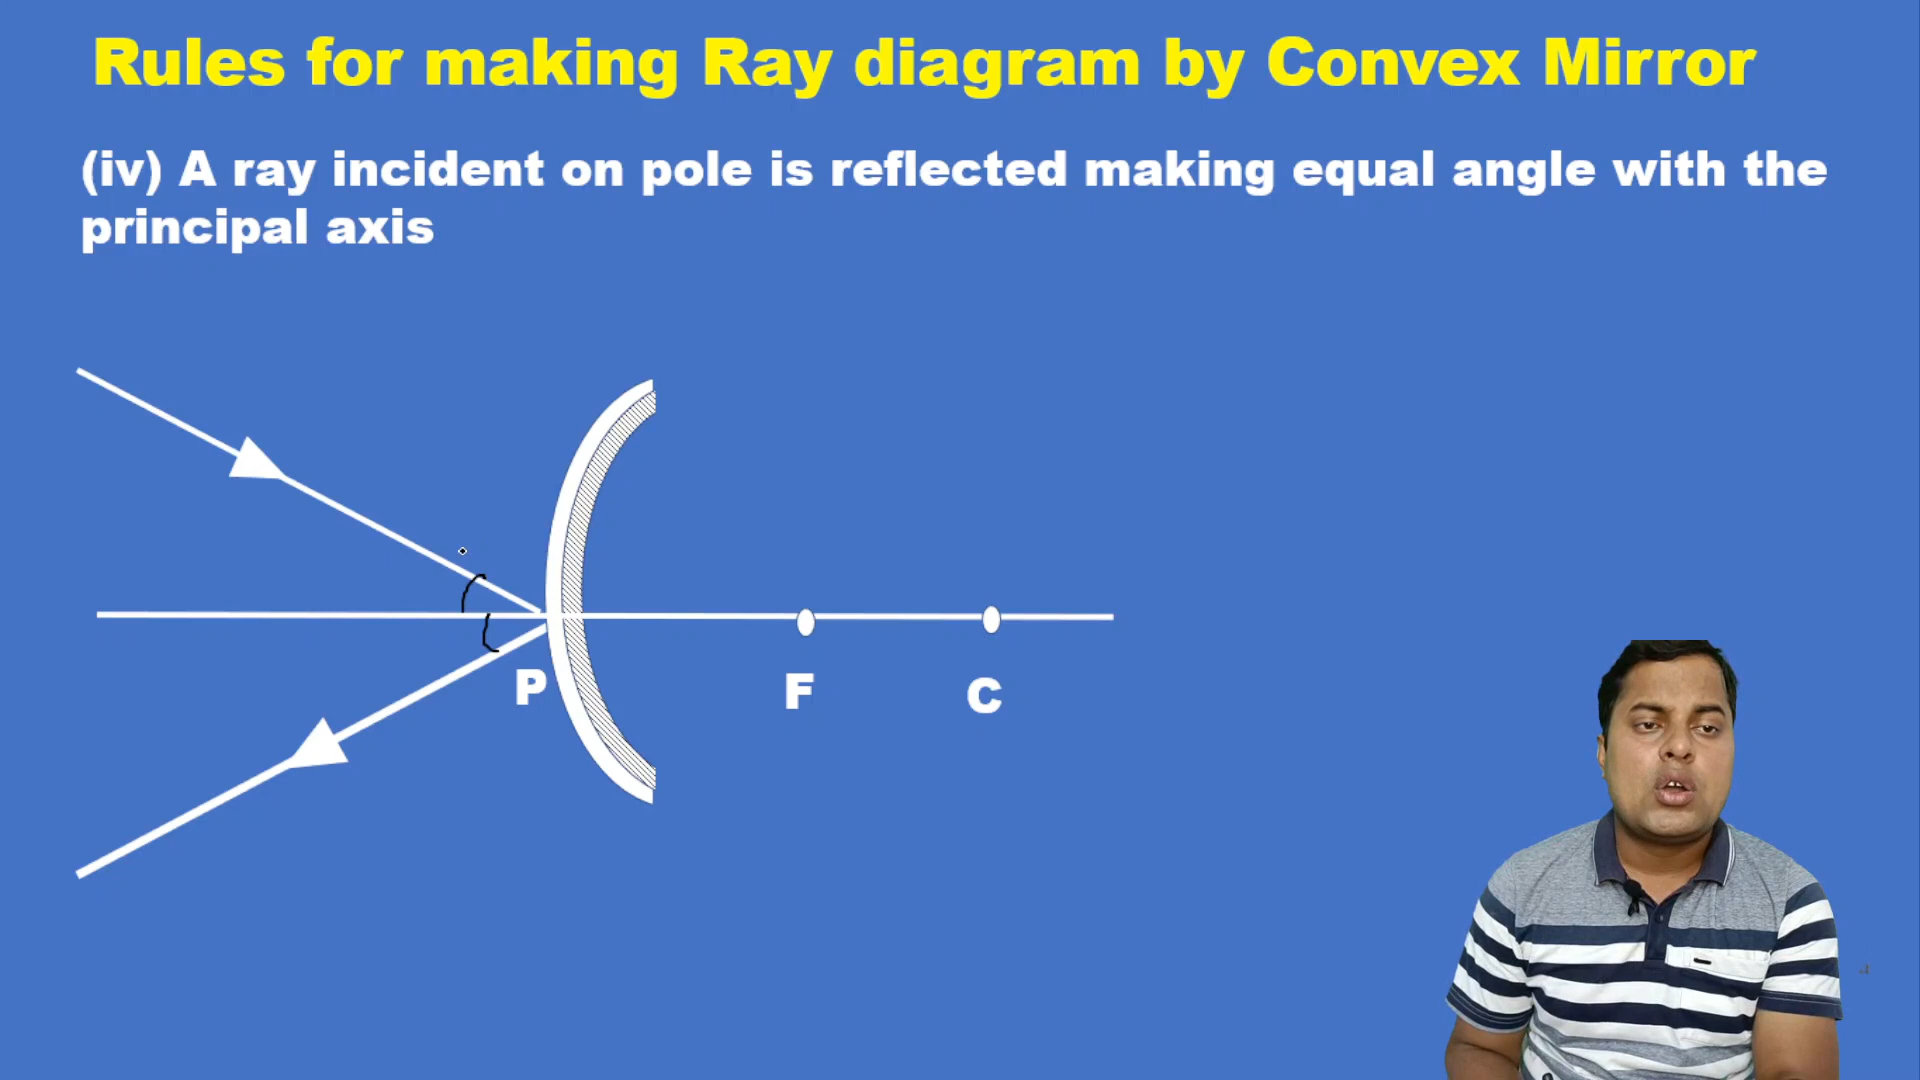 Rules for making Ray diagram by Convex Mirror
(iv) A ray incident on pole is reflected making equal angle with the
principal axis
P
F
C
4